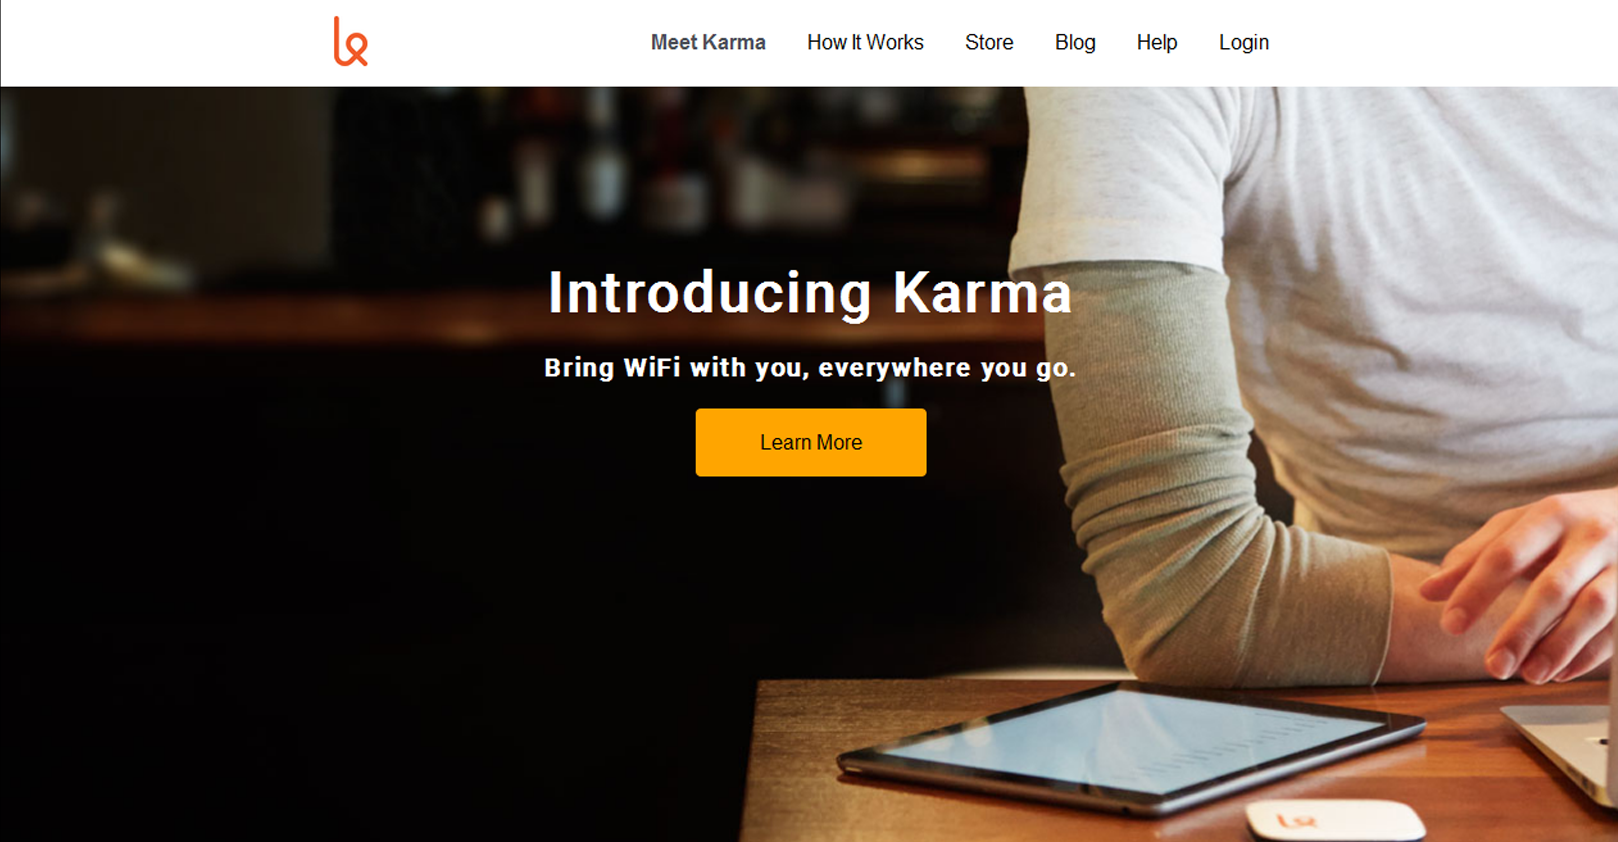 Meet Karma How It Works Store Blog Help Login
Introducing Karma
Bring WiFi with you, everywhere you go.
Learn More